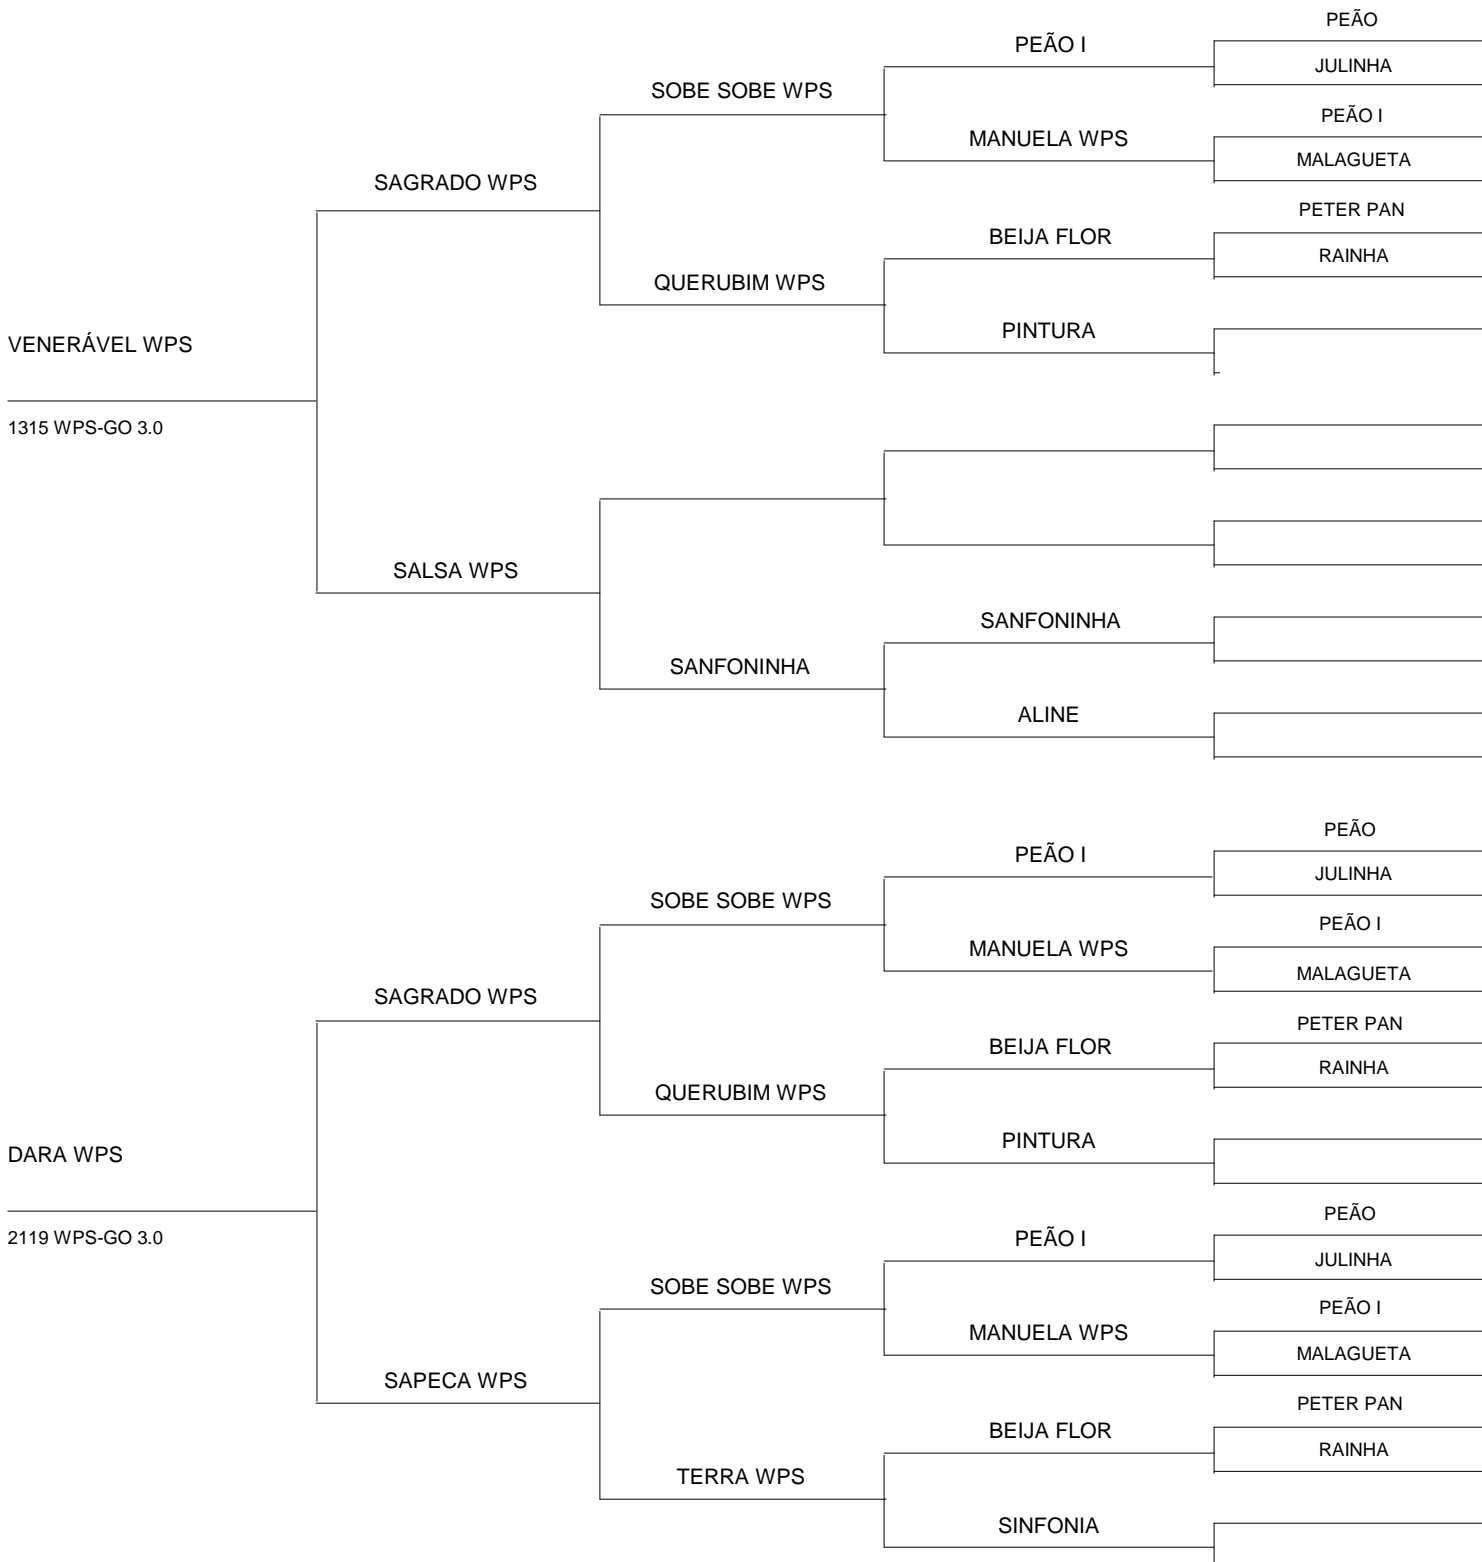 PEÃO
PEÃO I
JULINHA
SOBE SOBE WPS
PEÃO I
MANUELA WPS
MALAGUETA
SAGRADO WPS
PETER PAN
BEIJA FLOR
RAINHA
QUERUBIM WPS
PINTURA
VENERÁVEL WPS
1315 WPS-GO 3.0
SALSA WPS
SANFONINHA
SANFONINHA
ALINE
PEÃO
PEÃO I
JULINHA
SOBE SOBE WPS
PEÃO I
MANUELA WPS
MALAGUETA
SAGRADO WPS
PETER PAN
BEIJA FLOR
RAINHA
QUERUBIM WPS
PINTURA
DARA WPS
2119 WPS-GO 3.0
PEÃO
PEÃO I
JULINHA
SOBE SOBE WPS
PEÃO I
MANUELA WPS
MALAGUETA
SAPECA WPS
PETER PAN
BEIJA FLOR
RAINHA
TERRA WPS
SINFONIA